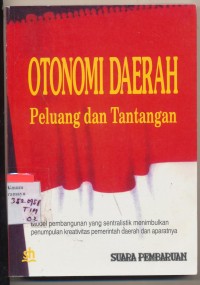 OTONOMI DAERAH
Peluang dan Tantangan
Model pembangunan yang sentralistik menimbulkan
penumpulan kreativitas pemerintah daerah dan aparatnya
SUARA PEMBARUAN